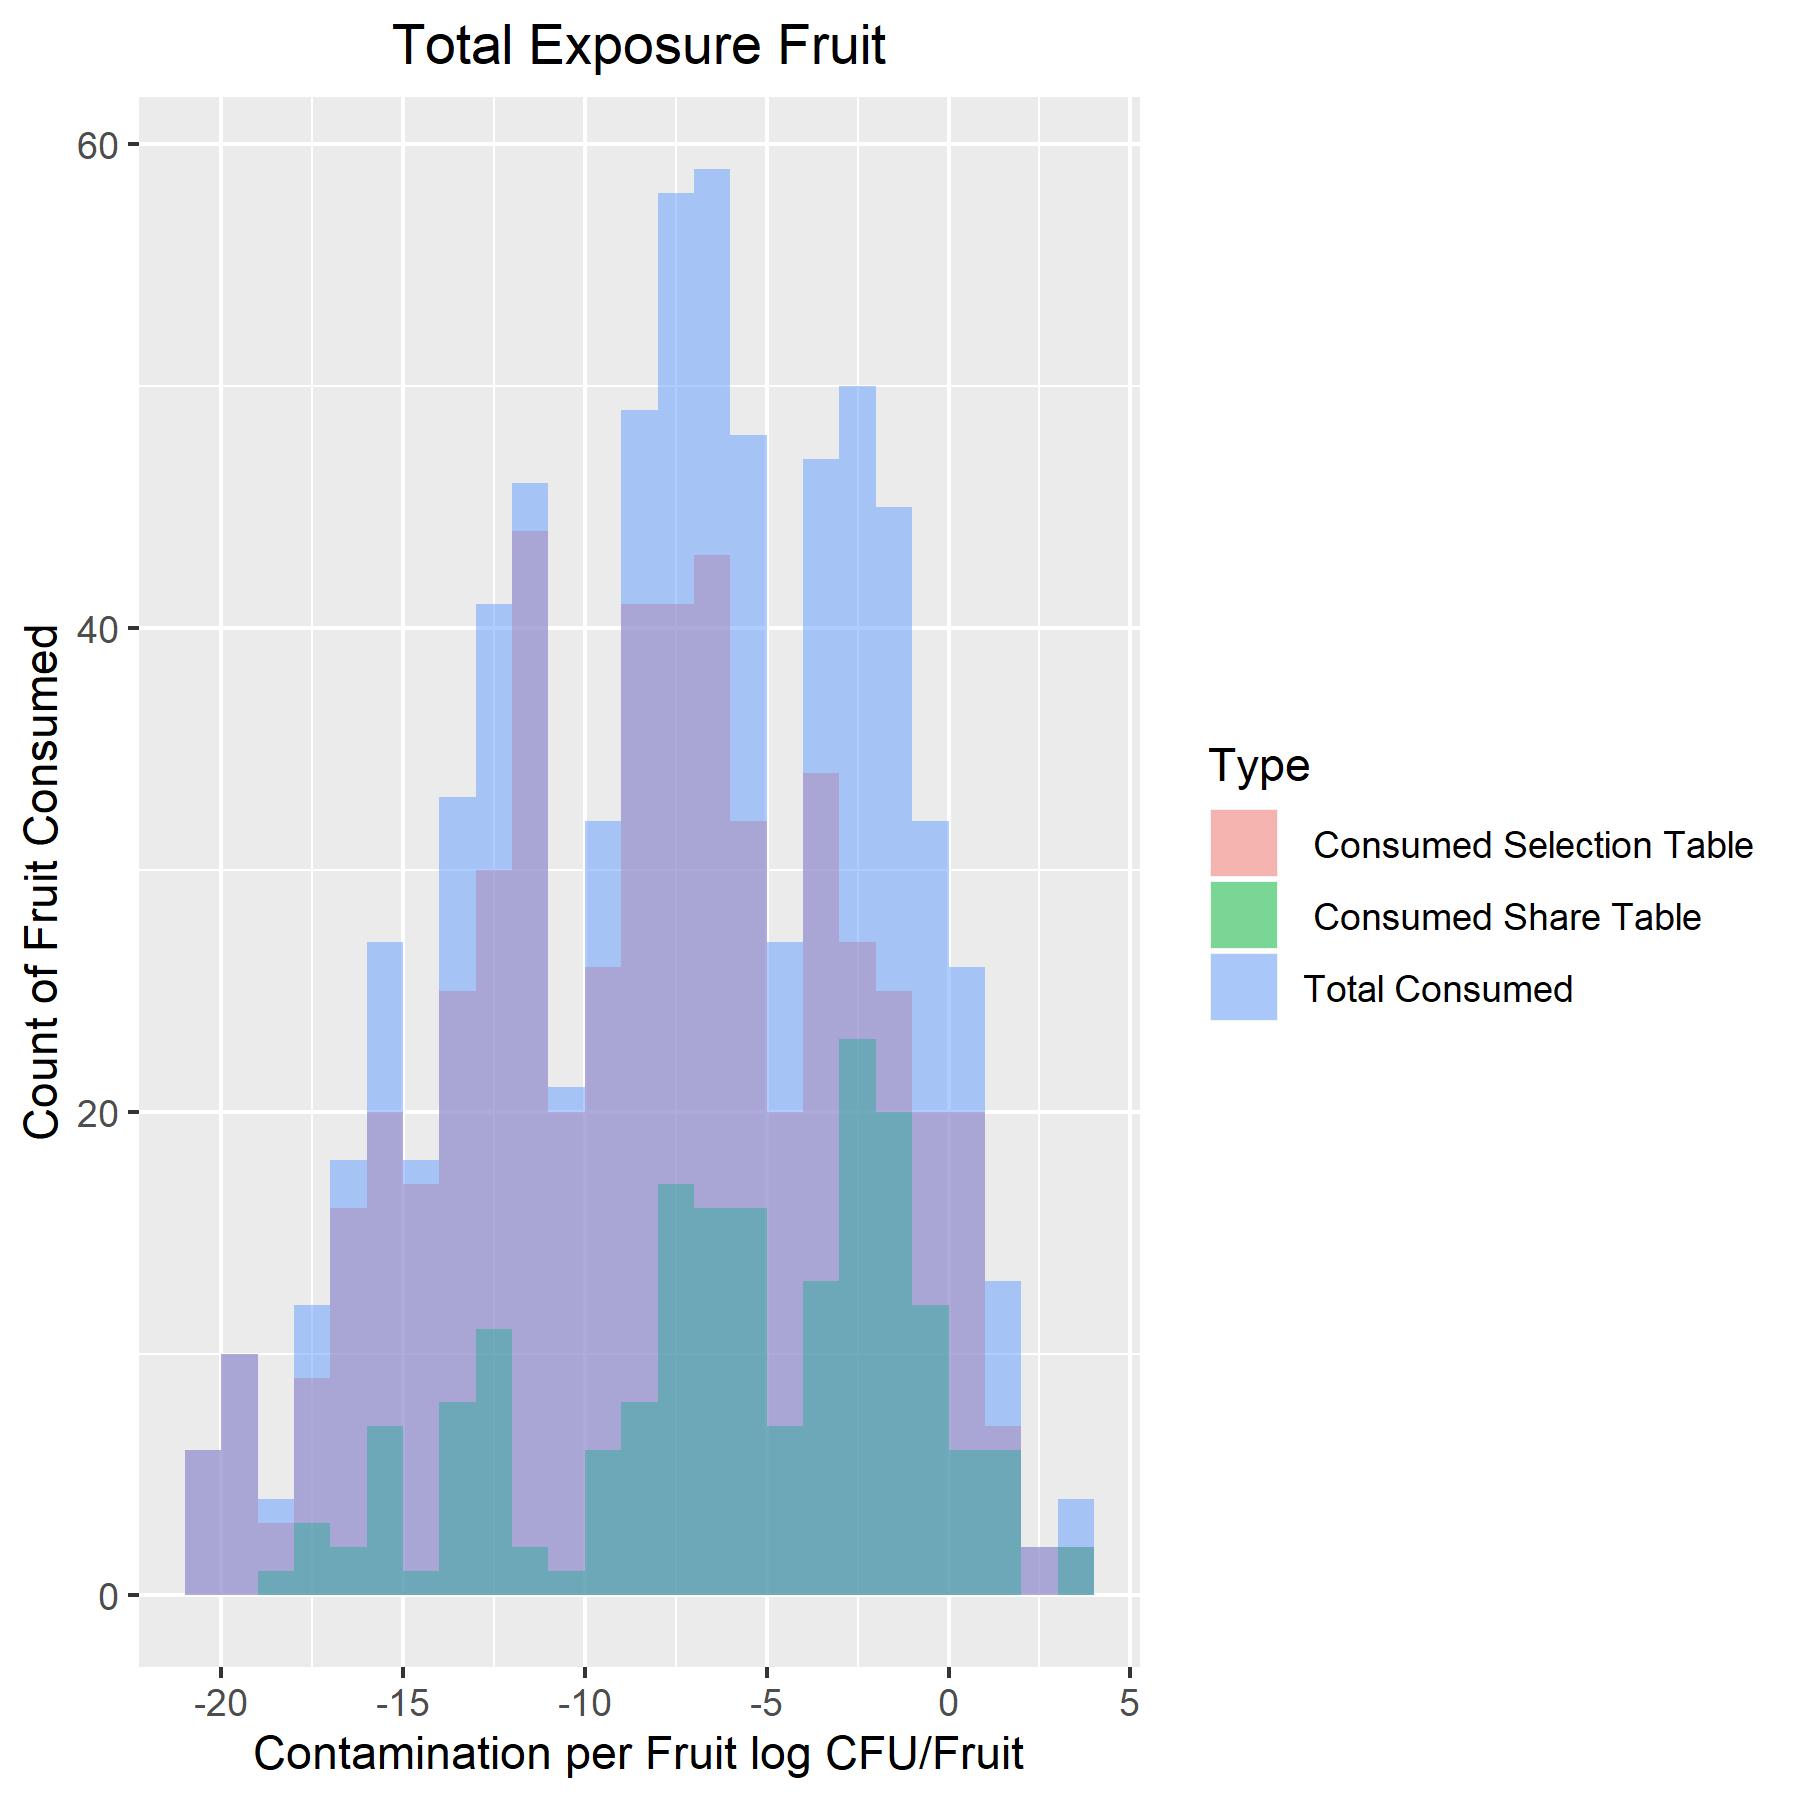 Total Exposure Fruit
Count of Fruit Consumed
60
40
20
0
-20 -15 -10 -5 0 5
Contamination per Fruit log CFU/Fruit
Type
Consumed Selection Table
Consumed Share Table
Total Consumed